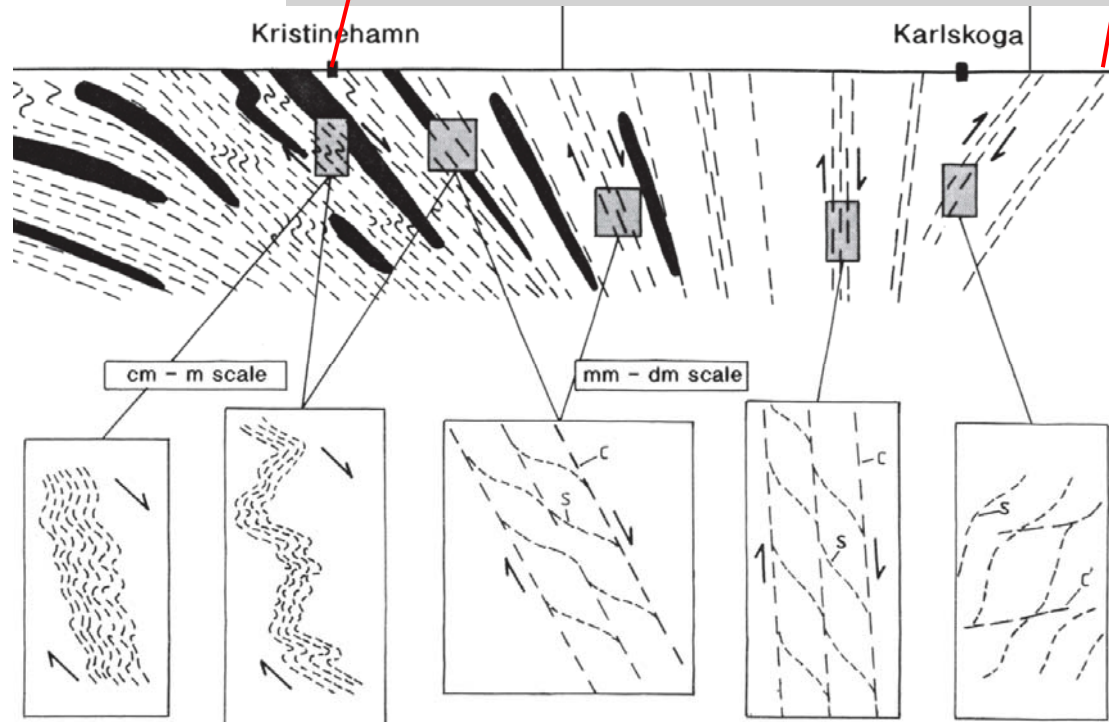 Kristinehamn
Karlskoga
cm - m scale
mm - dm scale
C
S
C
S
S
C'